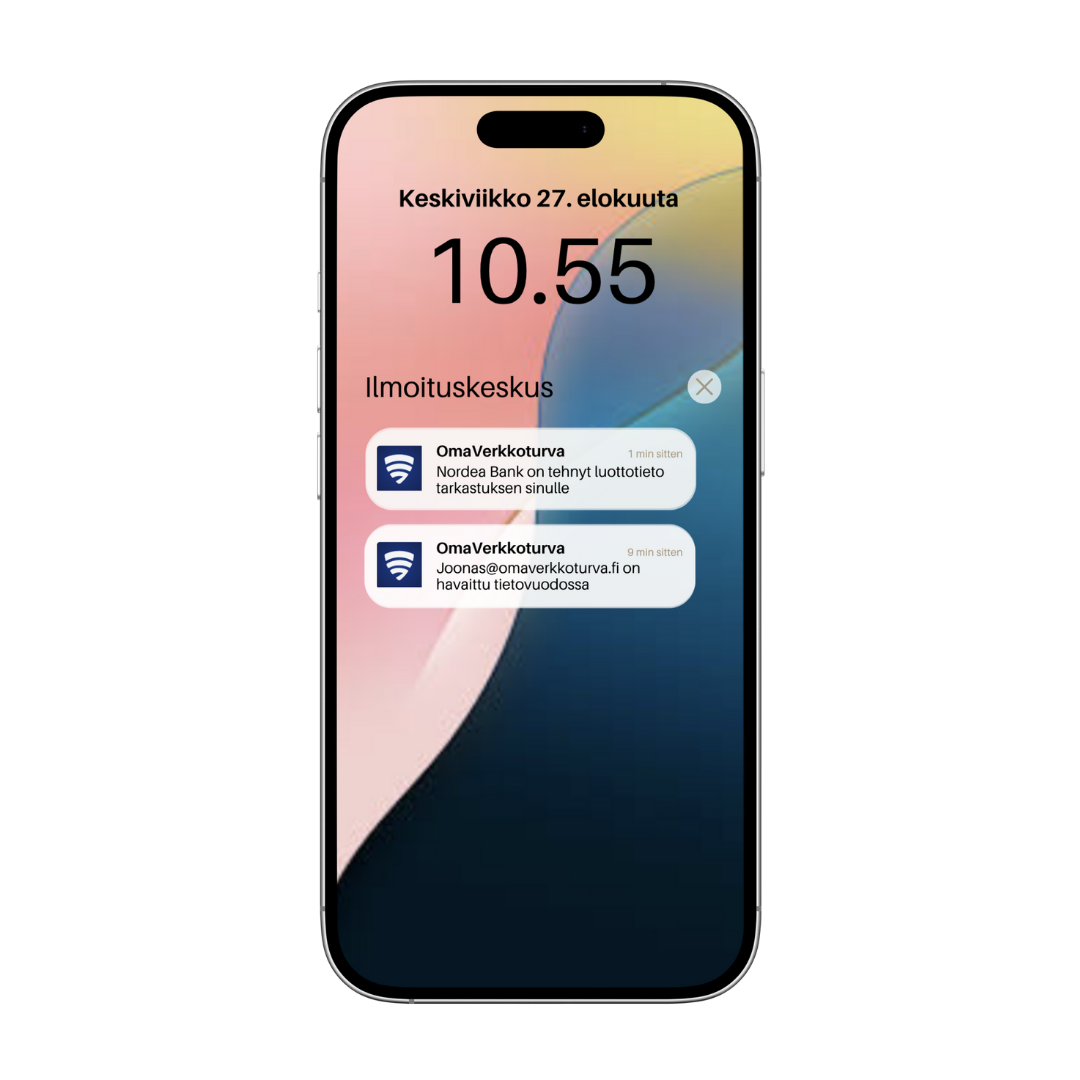 Keskiviikko 27. elokuuta
10.55
Ilmoituskeskus
OmaVerkkoturva
1 min sitten
Nordea Bank on tehnyt luottotieto
tarkastuksen sinulle
OmaVerkkoturva
9 min sitten
Joonas@omaverkkoturva.fi on
havaittu tietovuodossa